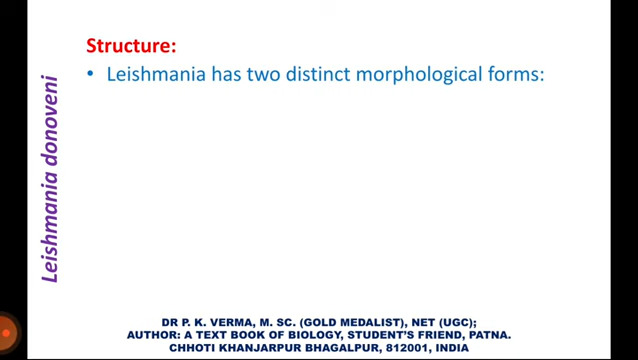 Structure:
• Leishmania has two distinct morphological forms:
Leishmania donoveni
DR P. K. VERMA, M. SC. (GOLD MEDALIST), NET (UGC);
AUTHOR: A TEXT BOOK OF BIOLOGY, STUDENT'S FRIEND, PATNA.
CHHOTI KHANJARPUR BHAGALPUR, 812001, INDIA